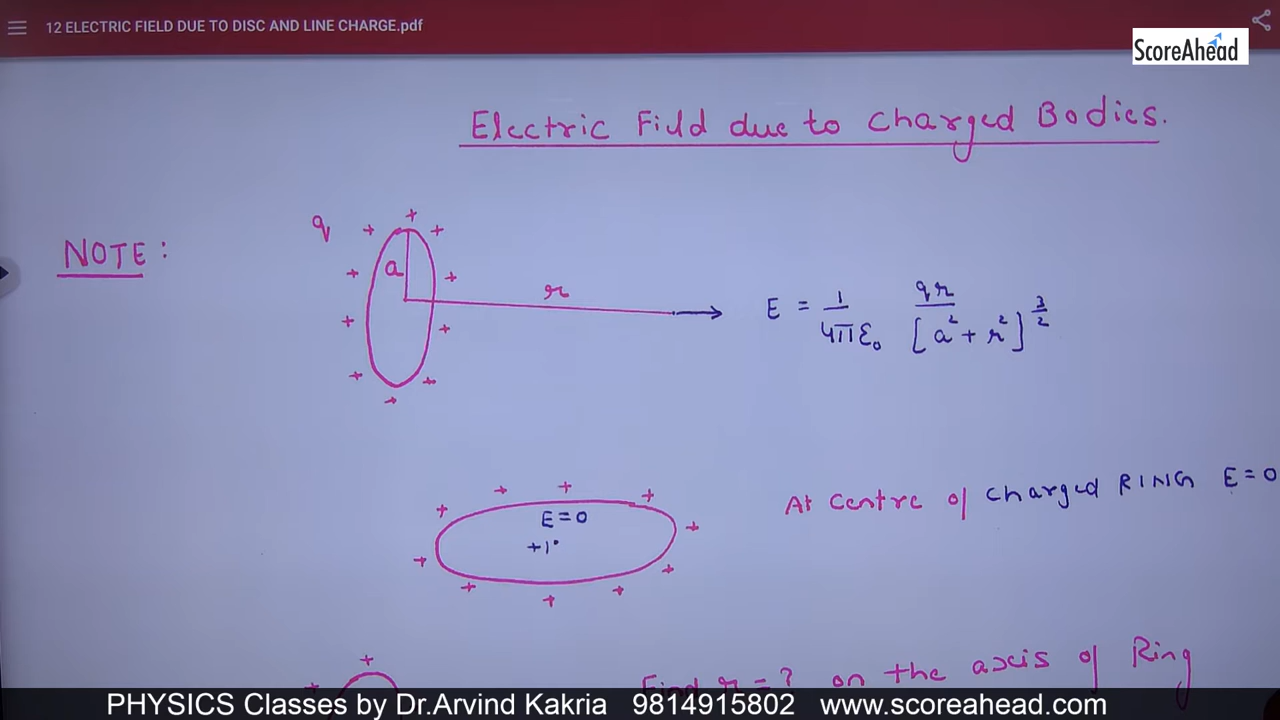 12 ELECTRIC FIELD DUE TO DISC AND LINE CHARGE.pdf
ScoreAhead
Electric Field due to Charged Bodies.
NOTE :
q
a
r
E = 1/4πε₀ qr/[a² + r²]^3/2
E = 0
+1
At Centre of Charged RING E = 0
Find r = ? on the axis of Ring
PHYSICS Classes by Dr.Arvind Kakria 9814915802 www.scoreahead.com